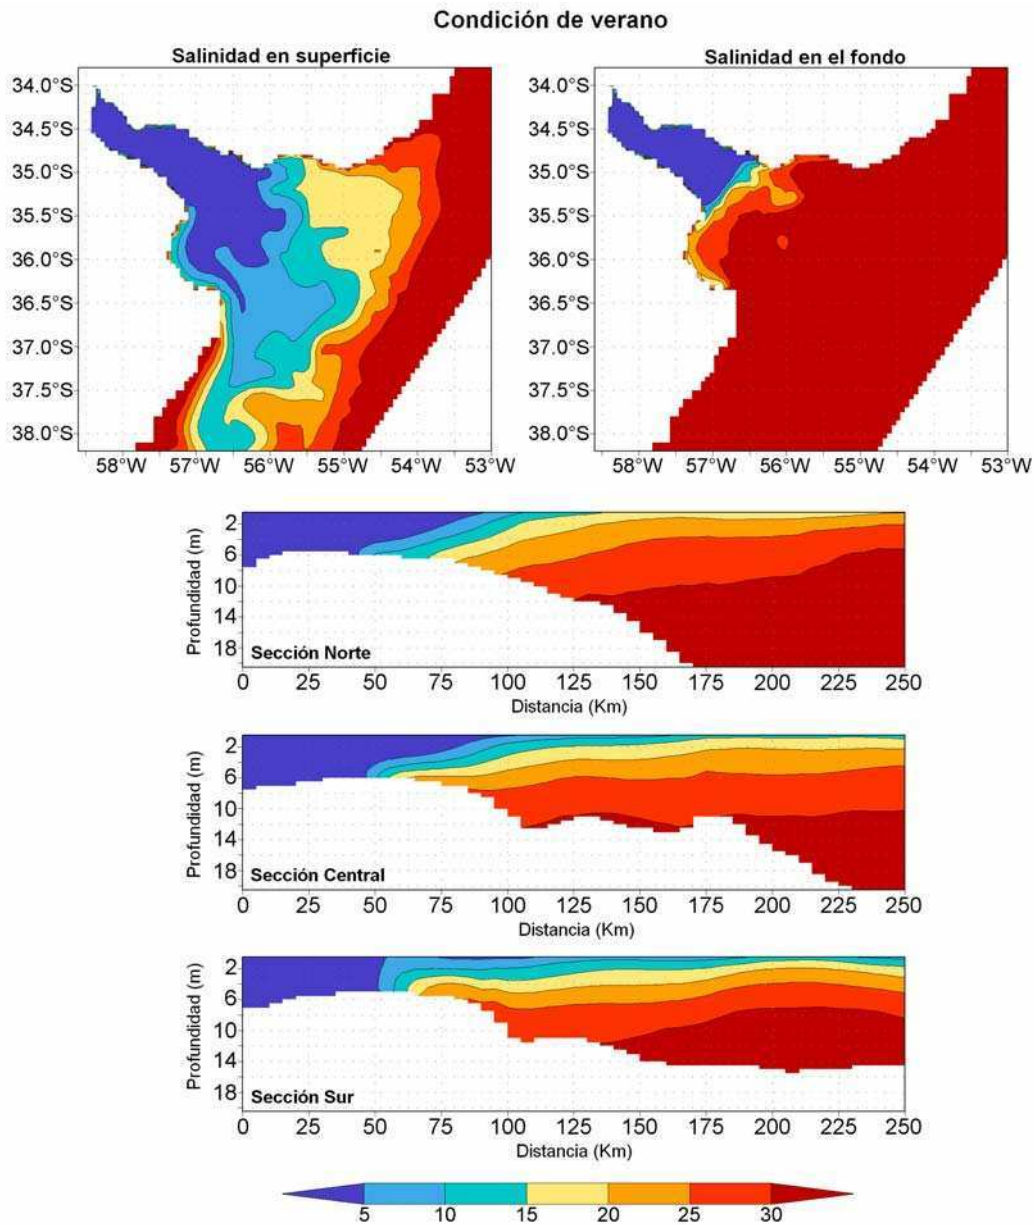 Condición de verano
Salinidad en superficie
Salinidad en el fondo
34.0°S
34.5°S
35.0°S
35.5°S
36.0°S
36.5°S
37.0°S
37.5°S
38.0°S
58°W 57°W 56°W 55°W 54°W 53°W
34.0°S
34.5°S
35.0°S
35.5°S
36.0°S
36.5°S
37.0°S
37.5°S
38.0°S
58°W 57°W 56°W 55°W 54°W 53°W
Profundidad (m)
2
6
10
14
18
Sección Norte
0 25 50 75 100 125 150 175 200 225 250
Distancia (Km)
Profundidad (m)
2
6
10
14
18
Sección Central
0 25 50 75 100 125 150 175 200 225 250
Distancia (Km)
Profundidad (m)
2
6
10
14
18
Sección Sur
0 25 50 75 100 125 150 175 200 225 250
Distancia (Km)
5 10 15 20 25 30